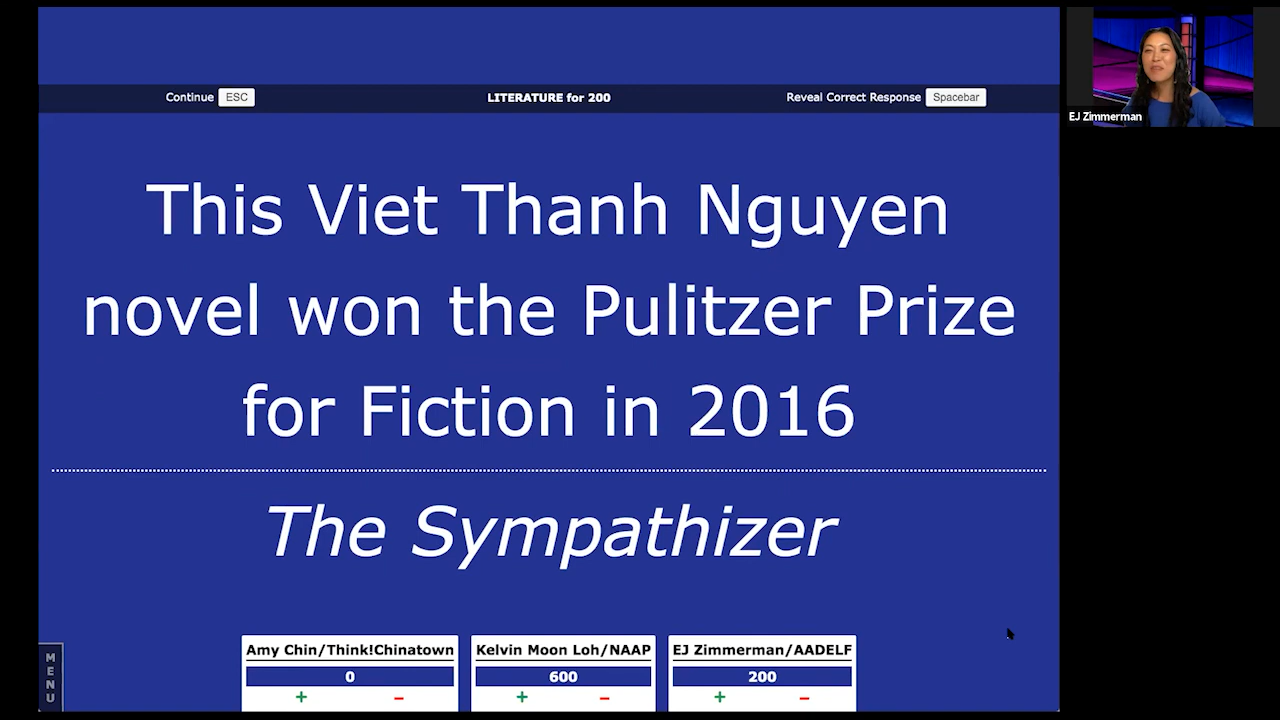 Continue ESC LITERATURE for 200 Reveal Correct Response Spacebar
EJ Zimmerman
This Viet Thanh Nguyen
novel won the Pulitzer Prize
for Fiction in 2016
The Sympathizer
MENU
Amy Chin/Think!Chinatown Kelvin Moon Loh/NAAP EJ Zimmerman/AADELF
0 600 200
+ − + − + −